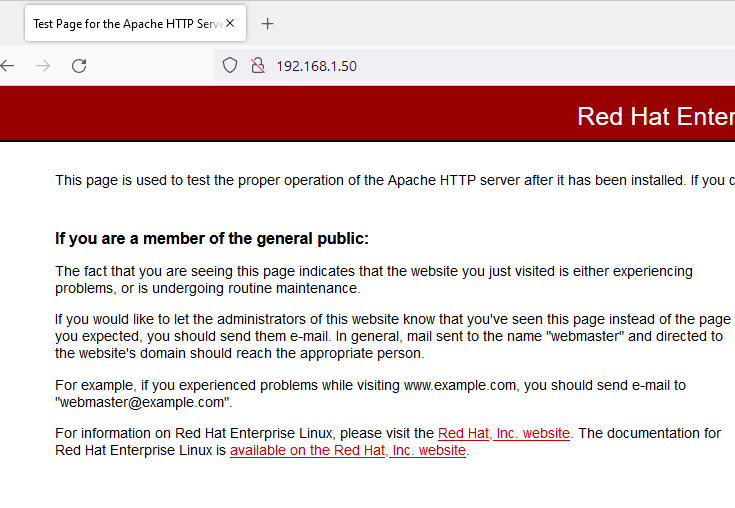 Test Page for the Apache HTTP Serve
192.168.1.50
Red Hat Enter
This page is used to test the proper operation of the Apache HTTP server after it has been installed. If you c
If you are a member of the general public:
The fact that you are seeing this page indicates that the website you just visited is either experiencing
problems, or is undergoing routine maintenance.
If you would like to let the administrators of this website know that you've seen this page instead of the page
you expected, you should send them e-mail. In general, mail sent to the name "webmaster" and directed to
the website's domain should reach the appropriate person.
For example, if you experienced problems while visiting www.example.com, you should send e-mail to
"webmaster@example.com".
For information on Red Hat Enterprise Linux, please visit the Red Hat, Inc. website. The documentation for
Red Hat Enterprise Linux is available on the Red Hat, Inc. website.